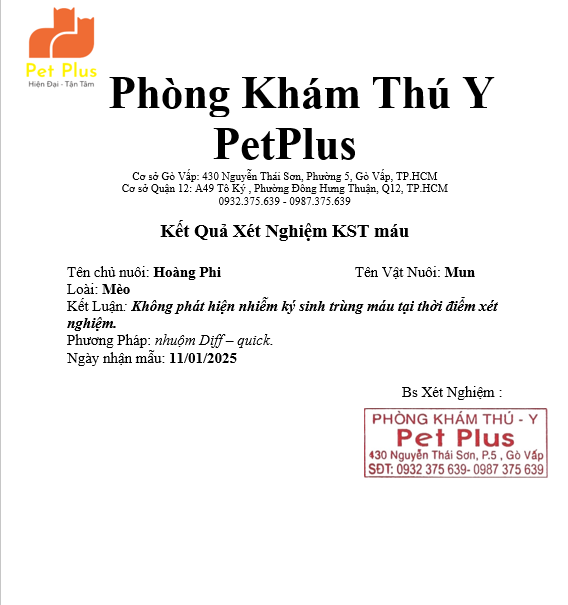 Pet Plus
Hiện Đại - Tận Tâm
Phòng Khám Thú Y
PetPlus
Cơ sở Gò Vấp: 430 Nguyễn Thái Sơn, Phường 5, Gò Vấp, TP.HCM
Cơ sở Quận 12: A49 Tô Ký , Phường Đông Hưng Thuận, Q12, TP.HCM
0932.375.639 - 0987.375.639
Kết Quả Xét Nghiệm KST máu
Tên chủ nuôi: Hoàng Phi Tên Vật Nuôi: Mun
Loài: Mèo
Kết Luận: Không phát hiện nhiễm ký sinh trùng máu tại thời điểm xét
nghiệm.
Phương Pháp: nhuộm Diff – quick.
Ngày nhận mẫu: 11/01/2025
Bs Xét Nghiệm :
PHÒNG KHÁM THÚ - Y
Pet Plus
430 Nguyễn Thái Sơn, P.5 , Gò Vấp
SĐT: 0932 375 639- 0987 375 639